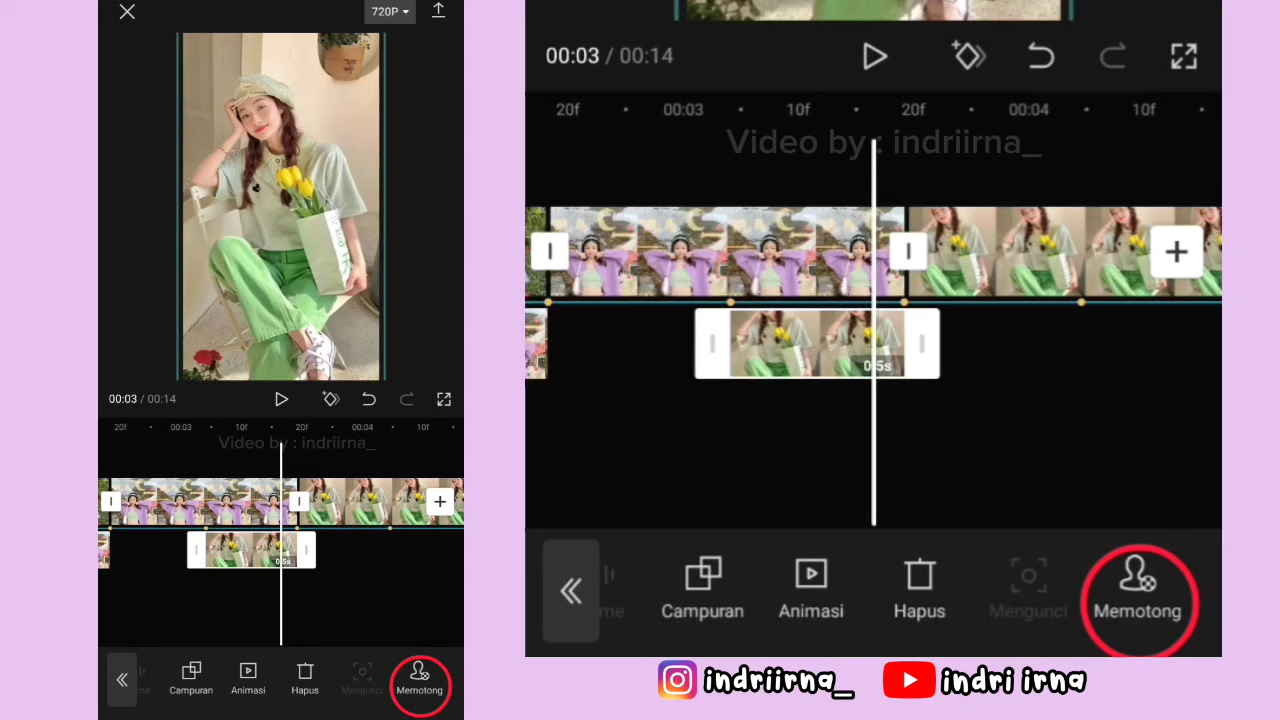 720P
00:03 / 00:14
20f 00:03 10f 20f 00:04 10f
Video by : indriirna_
0.5s
me Campuran Animasi Hapus Mengunci Memotong
00:03 / 00:14
20f 00:03 10f 20f 00:04 10f
Video by : indriirna_
0.5s
me Campuran Animasi Hapus Mengunci Memotong
indriirna_ indri irna